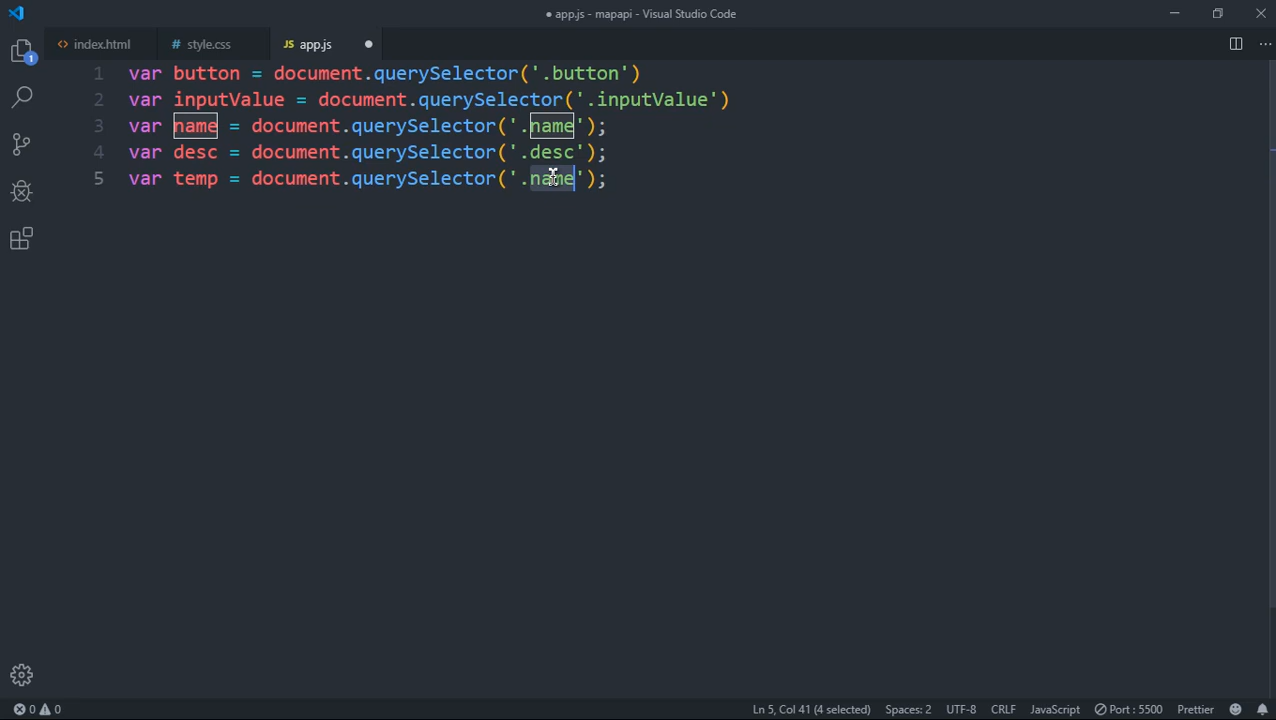 ● app.js - mapapi - Visual Studio Code
<> index.html
# style.css
JS app.js ●
1 var button = document.querySelector('.button')
2 var inputValue = document.querySelector('.inputValue')
3 var name = document.querySelector('.name');
4 var desc = document.querySelector('.desc');
5 var temp = document.querySelector('.name');
1
0 0 Ln 5, Col 41 (4 selected) Spaces: 2 UTF-8 CRLF JavaScript Port : 5500 Prettier